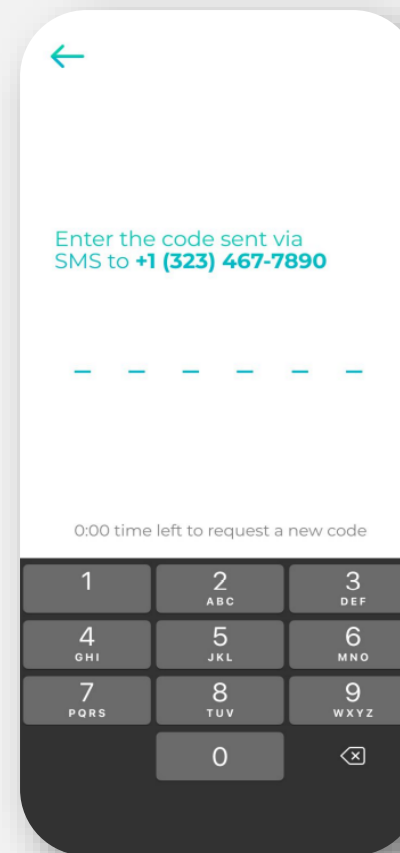 Enter the code sent via
SMS to +1 (323) 467-7890
0:00 time left to request a new code
1 2 3
ABC DEF
4 5 6
GHI JKL MNO
7 8 9
PQRS TUV WXYZ
0